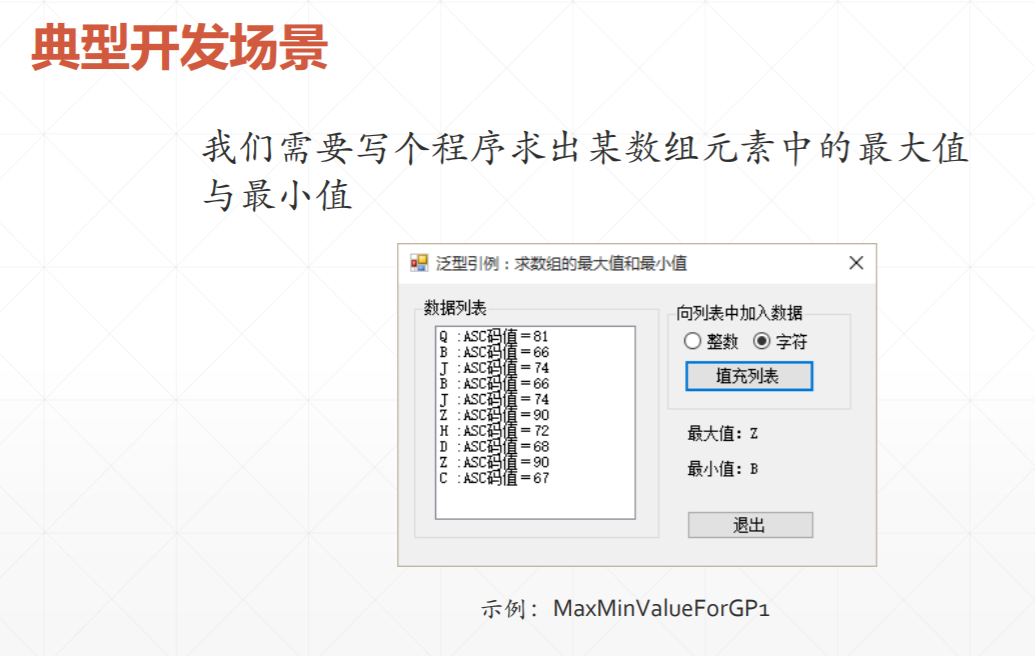 典型开发场景
我们需要写个程序求出某数组元素中的最大值
与最小值
泛型引例：求数组的最大值和最小值
数据列表
Q :ASC码值＝81
B :ASC码值＝66
J :ASC码值＝74
B :ASC码值＝66
J :ASC码值＝74
Z :ASC码值＝90
H :ASC码值＝72
D :ASC码值＝68
Z :ASC码值＝90
C :ASC码值＝67
向列表中加入数据
整数 字符
填充列表
最大值: Z
最小值: B
退出
示例： MaxMinValueForGP1